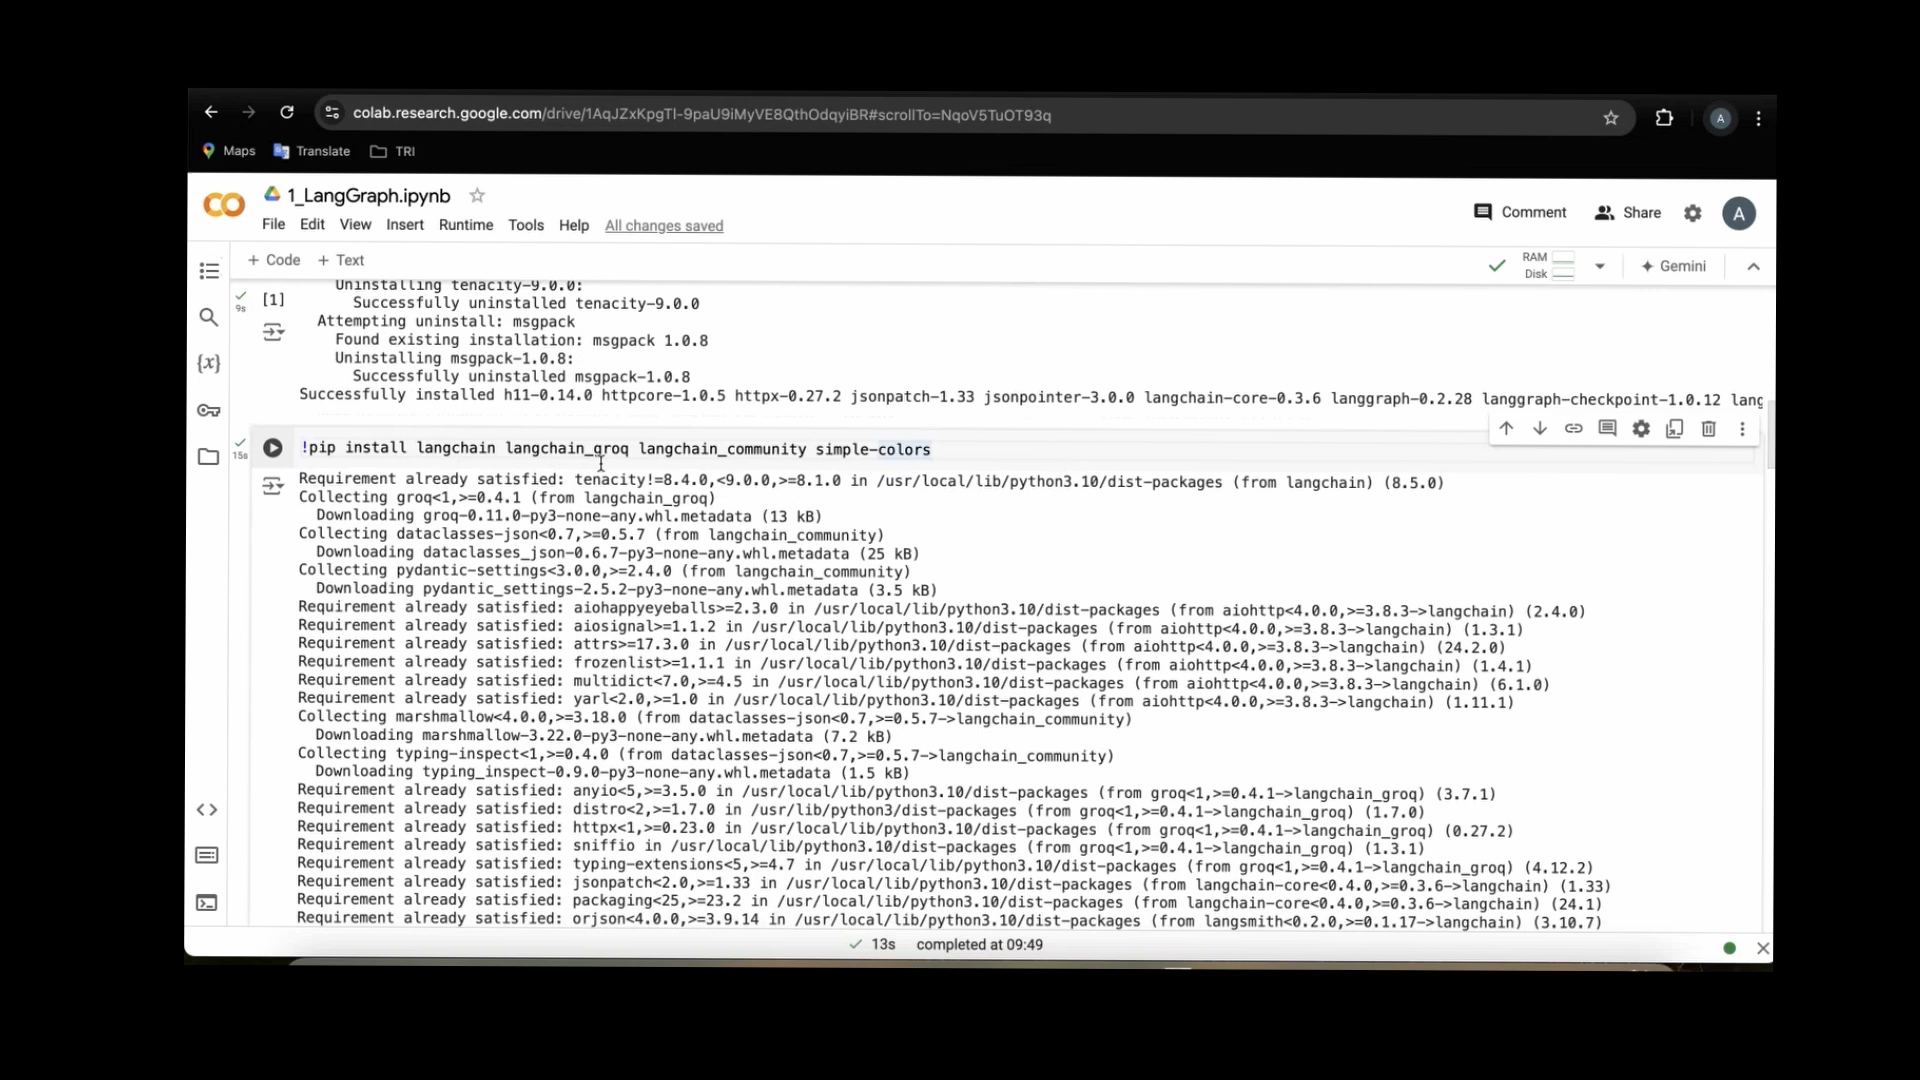 colab.research.google.com/drive/1AqJZxKpgTI-9paU9iMyVE8QthOdqyiBR#scrollTo=NqoV5TuOT93q
A
Maps Translate TRI
1_LangGraph.ipynb
Comment Share A
File Edit View Insert Runtime Tools Help All changes saved
+ Code + Text
RAM
Disk
Gemini
Uninstalling tenacity-9.0.0:
9s
[1]
Successfully uninstalled tenacity-9.0.0
Attempting uninstall: msgpack
Found existing installation: msgpack 1.0.8
Uninstalling msgpack-1.0.8:
Successfully uninstalled msgpack-1.0.8
Successfully installed h11-0.14.0 httpcore-1.0.5 httpx-0.27.2 jsonpatch-1.33 jsonpointer-3.0.0 langchain-core-0.3.6 langgraph-0.2.28 langgraph-checkpoint-1.0.12 lang
15s
!pip install langchain langchain_groq langchain_community simple-colors
Requirement already satisfied: tenacity!=8.4.0,<9.0.0,>=8.1.0 in /usr/local/lib/python3.10/dist-packages (from langchain) (8.5.0)
Collecting groq<1,>=0.4.1 (from langchain_groq)
Downloading groq-0.11.0-py3-none-any.whl.metadata (13 kB)
Collecting dataclasses-json<0.7,>=0.5.7 (from langchain_community)
Downloading dataclasses_json-0.6.7-py3-none-any.whl.metadata (25 kB)
Collecting pydantic-settings<3.0.0,>=2.4.0 (from langchain_community)
Downloading pydantic_settings-2.5.2-py3-none-any.whl.metadata (3.5 kB)
Requirement already satisfied: aiohappyeyeballs>=2.3.0 in /usr/local/lib/python3.10/dist-packages (from aiohttp<4.0.0,>=3.8.3->langchain) (2.4.0)
Requirement already satisfied: aiosignal>=1.1.2 in /usr/local/lib/python3.10/dist-packages (from aiohttp<4.0.0,>=3.8.3->langchain) (1.3.1)
Requirement already satisfied: attrs>=17.3.0 in /usr/local/lib/python3.10/dist-packages (from aiohttp<4.0.0,>=3.8.3->langchain) (24.2.0)
Requirement already satisfied: frozenlist>=1.1.1 in /usr/local/lib/python3.10/dist-packages (from aiohttp<4.0.0,>=3.8.3->langchain) (1.4.1)
Requirement already satisfied: multidict<7.0,>=4.5 in /usr/local/lib/python3.10/dist-packages (from aiohttp<4.0.0,>=3.8.3->langchain) (6.1.0)
Requirement already satisfied: yarl<2.0,>=1.0 in /usr/local/lib/python3.10/dist-packages (from aiohttp<4.0.0,>=3.8.3->langchain) (1.11.1)
Collecting marshmallow<4.0.0,>=3.18.0 (from dataclasses-json<0.7,>=0.5.7->langchain_community)
Downloading marshmallow-3.22.0-py3-none-any.whl.metadata (7.2 kB)
Collecting typing-inspect<1,>=0.4.0 (from dataclasses-json<0.7,>=0.5.7->langchain_community)
Downloading typing_inspect-0.9.0-py3-none-any.whl.metadata (1.5 kB)
Requirement already satisfied: anyio<5,>=3.5.0 in /usr/local/lib/python3.10/dist-packages (from groq<1,>=0.4.1->langchain_groq) (3.7.1)
Requirement already satisfied: distro<2,>=1.7.0 in /usr/lib/python3/dist-packages (from groq<1,>=0.4.1->langchain_groq) (1.7.0)
Requirement already satisfied: httpx<1,>=0.23.0 in /usr/local/lib/python3.10/dist-packages (from groq<1,>=0.4.1->langchain_groq) (0.27.2)
Requirement already satisfied: sniffio in /usr/local/lib/python3.10/dist-packages (from groq<1,>=0.4.1->langchain_groq) (1.3.1)
Requirement already satisfied: typing-extensions<5,>=4.7 in /usr/local/lib/python3.10/dist-packages (from groq<1,>=0.4.1->langchain_groq) (4.12.2)
Requirement already satisfied: jsonpatch<2.0,>=1.33 in /usr/local/lib/python3.10/dist-packages (from langchain-core<0.4.0,>=0.3.6->langchain) (1.33)
Requirement already satisfied: packaging<25,>=23.2 in /usr/local/lib/python3.10/dist-packages (from langchain-core<0.4.0,>=0.3.6->langchain) (24.1)
Requirement already satisfied: orjson<4.0.0,>=3.9.14 in /usr/local/lib/python3.10/dist-packages (from langsmith<0.2.0,>=0.1.17->langchain) (3.10.7)
13s completed at 09:49